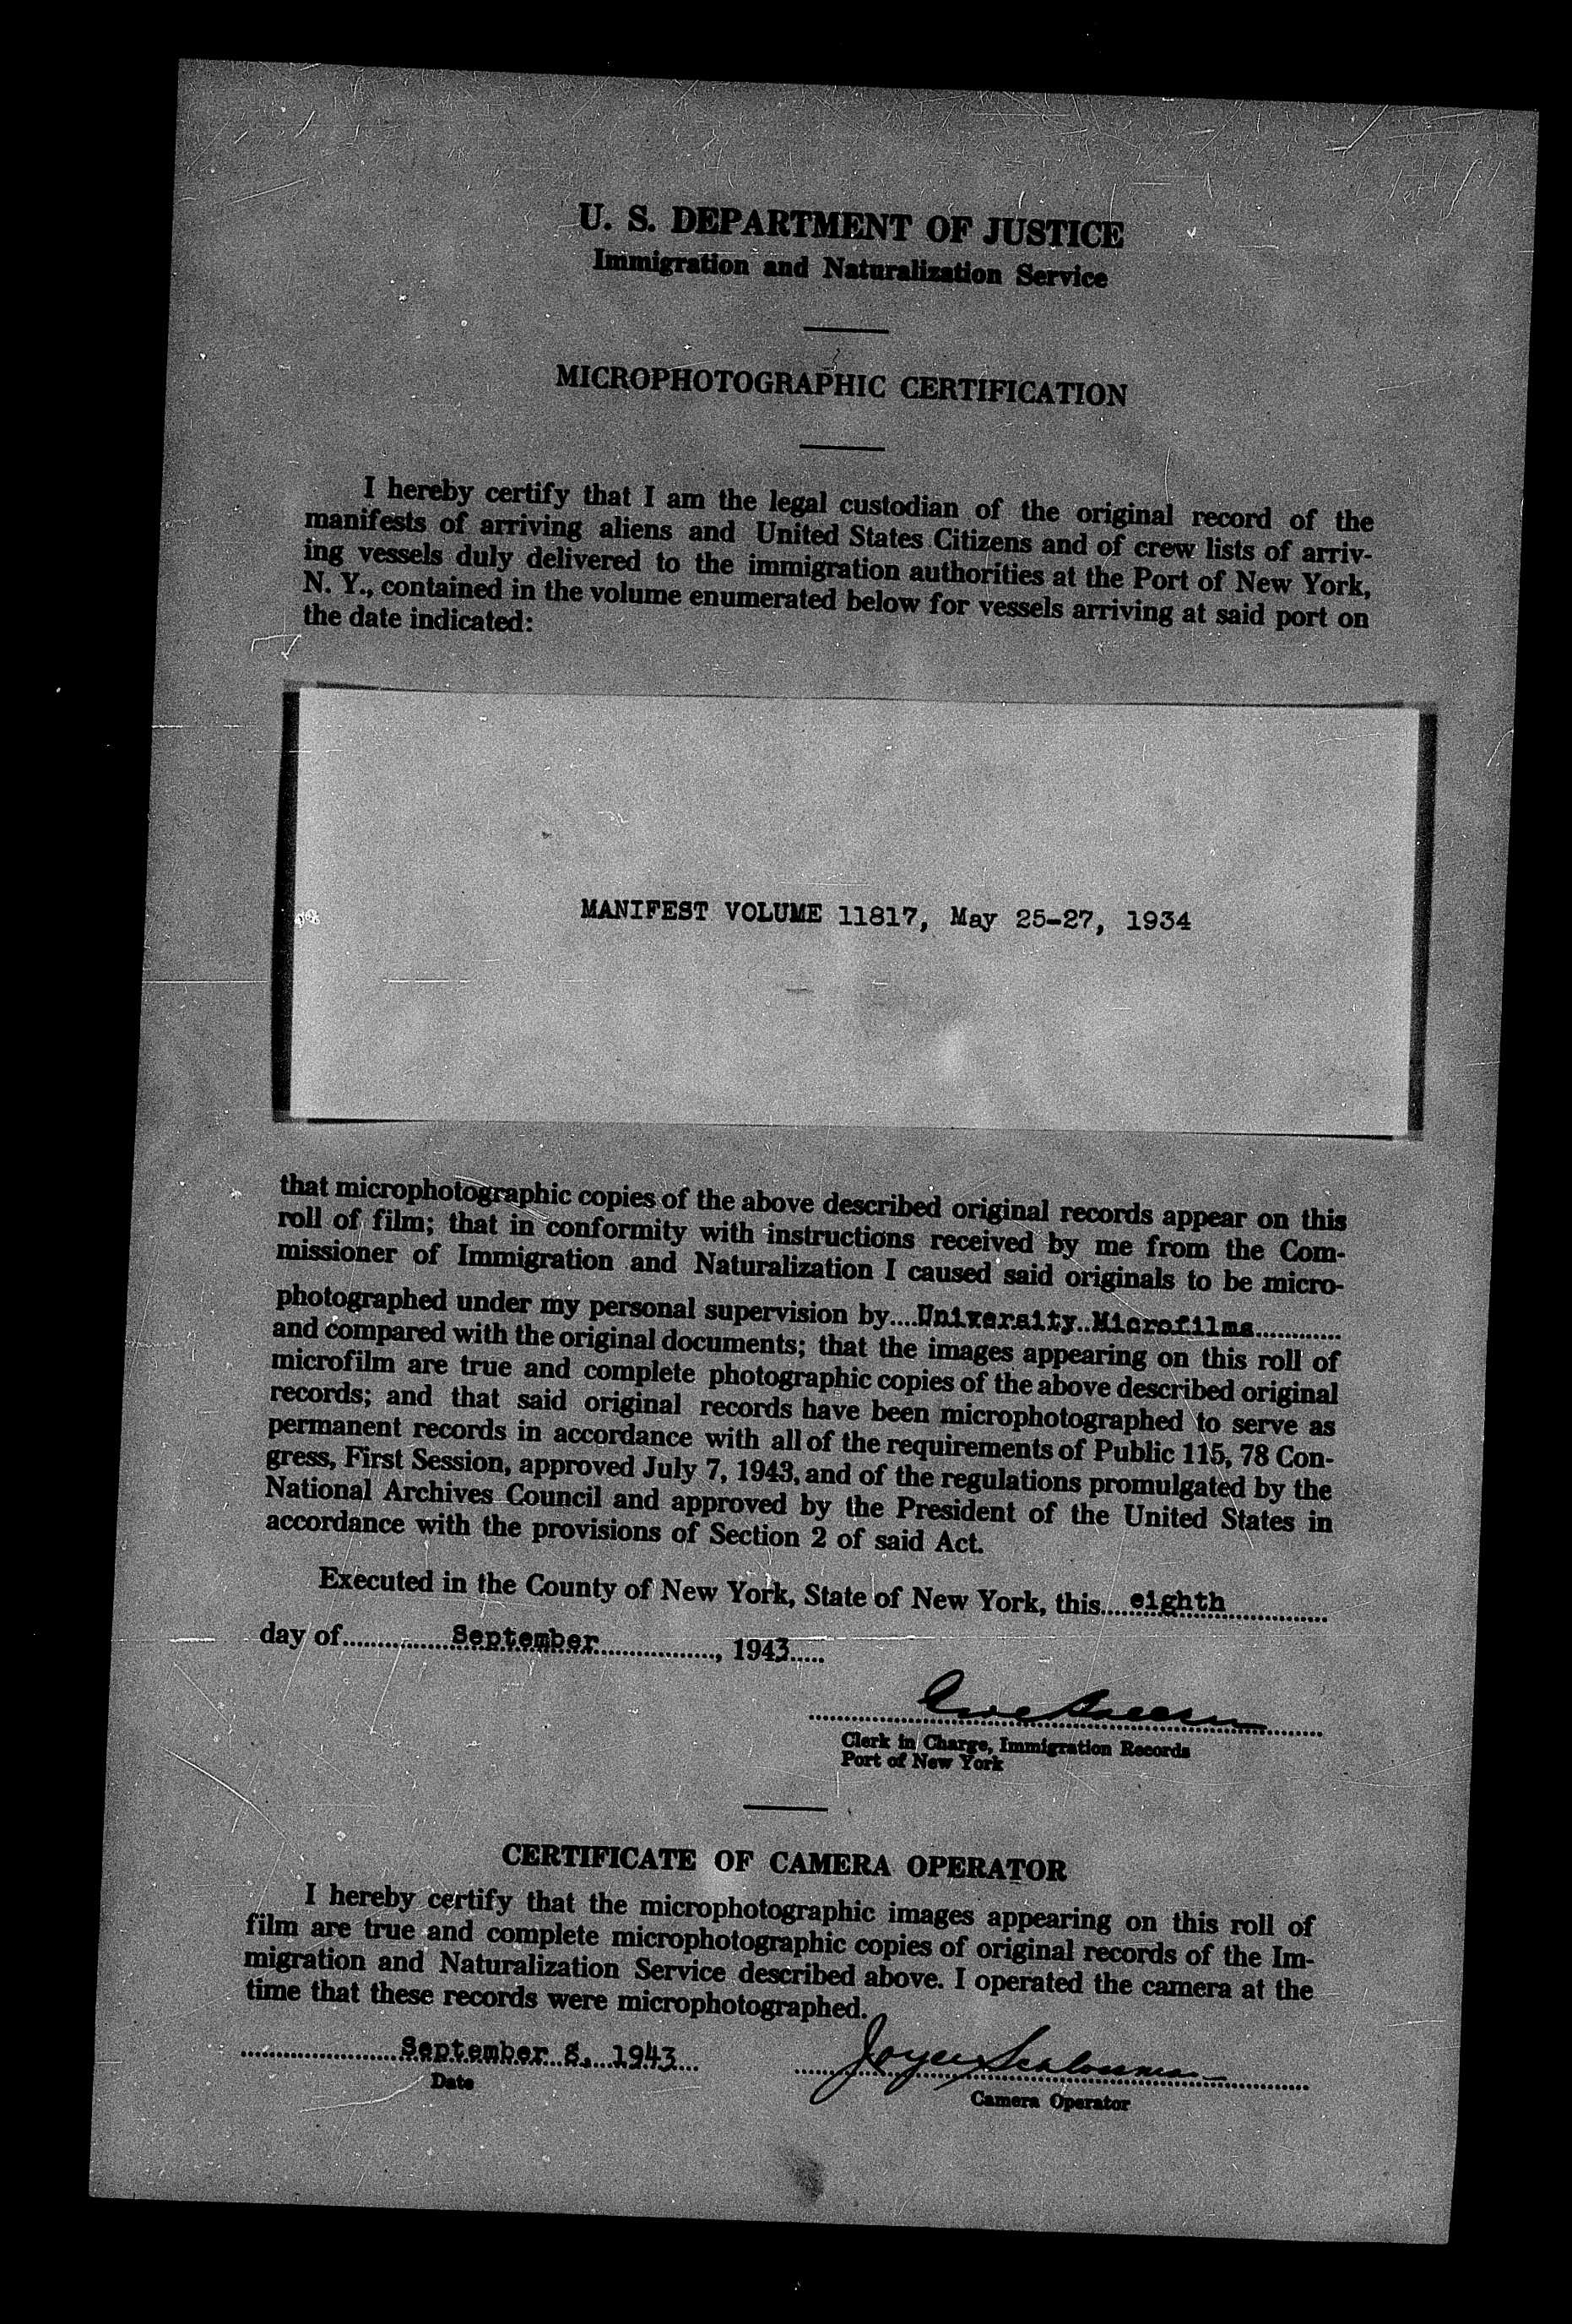 U. S. DEPARTMENT OF JUSTICE
Immigration and Naturalization Service
MICROPHOTOGRAPHIC CERTIFICATION
I hereby certify that I am the legal custodian of the original record of the
manifests of arriving aliens and United States Citizens and of crew lists of arriv-
ing vessels duly delivered to the immigration authorities at the Port of New York,
N. Y., contained in the volume enumerated below for vessels arriving at said port on
the date indicated:
MANIFEST VOLUME 11817, May 25-27, 1934
that microphotographic copies of the above described original records appear on this
roll of film; that in conformity with instructions received by me from the Com-
missioner of Immigration and Naturalization I caused said originals to be micro-
photographed under my personal supervision by....University Microfilms............
and compared with the original documents; that the images appearing on this roll of
microfilm are true and complete photographic copies of the above described original
records; and that said original records have been microphotographed to serve as
permanent records in accordance with all of the requirements of Public 115, 78 Con-
gress, First Session, approved July 7, 1943, and of the regulations promulgated by the
National Archives Council and approved by the President of the United States in
accordance with the provisions of Section 2 of said Act.
Executed in the County of New York, State of New York, this.....eighth...............
day of....................September...................., 1943.....
Clerk in Charge, Immigration Records
Port of New York
CERTIFICATE OF CAMERA OPERATOR
I hereby certify that the microphotographic images appearing on this roll of
film are true and complete microphotographic copies of original records of the Im-
migration and Naturalization Service described above. I operated the camera at the
time that these records were microphotographed.
September 8, 1943
Date
Camera Operator